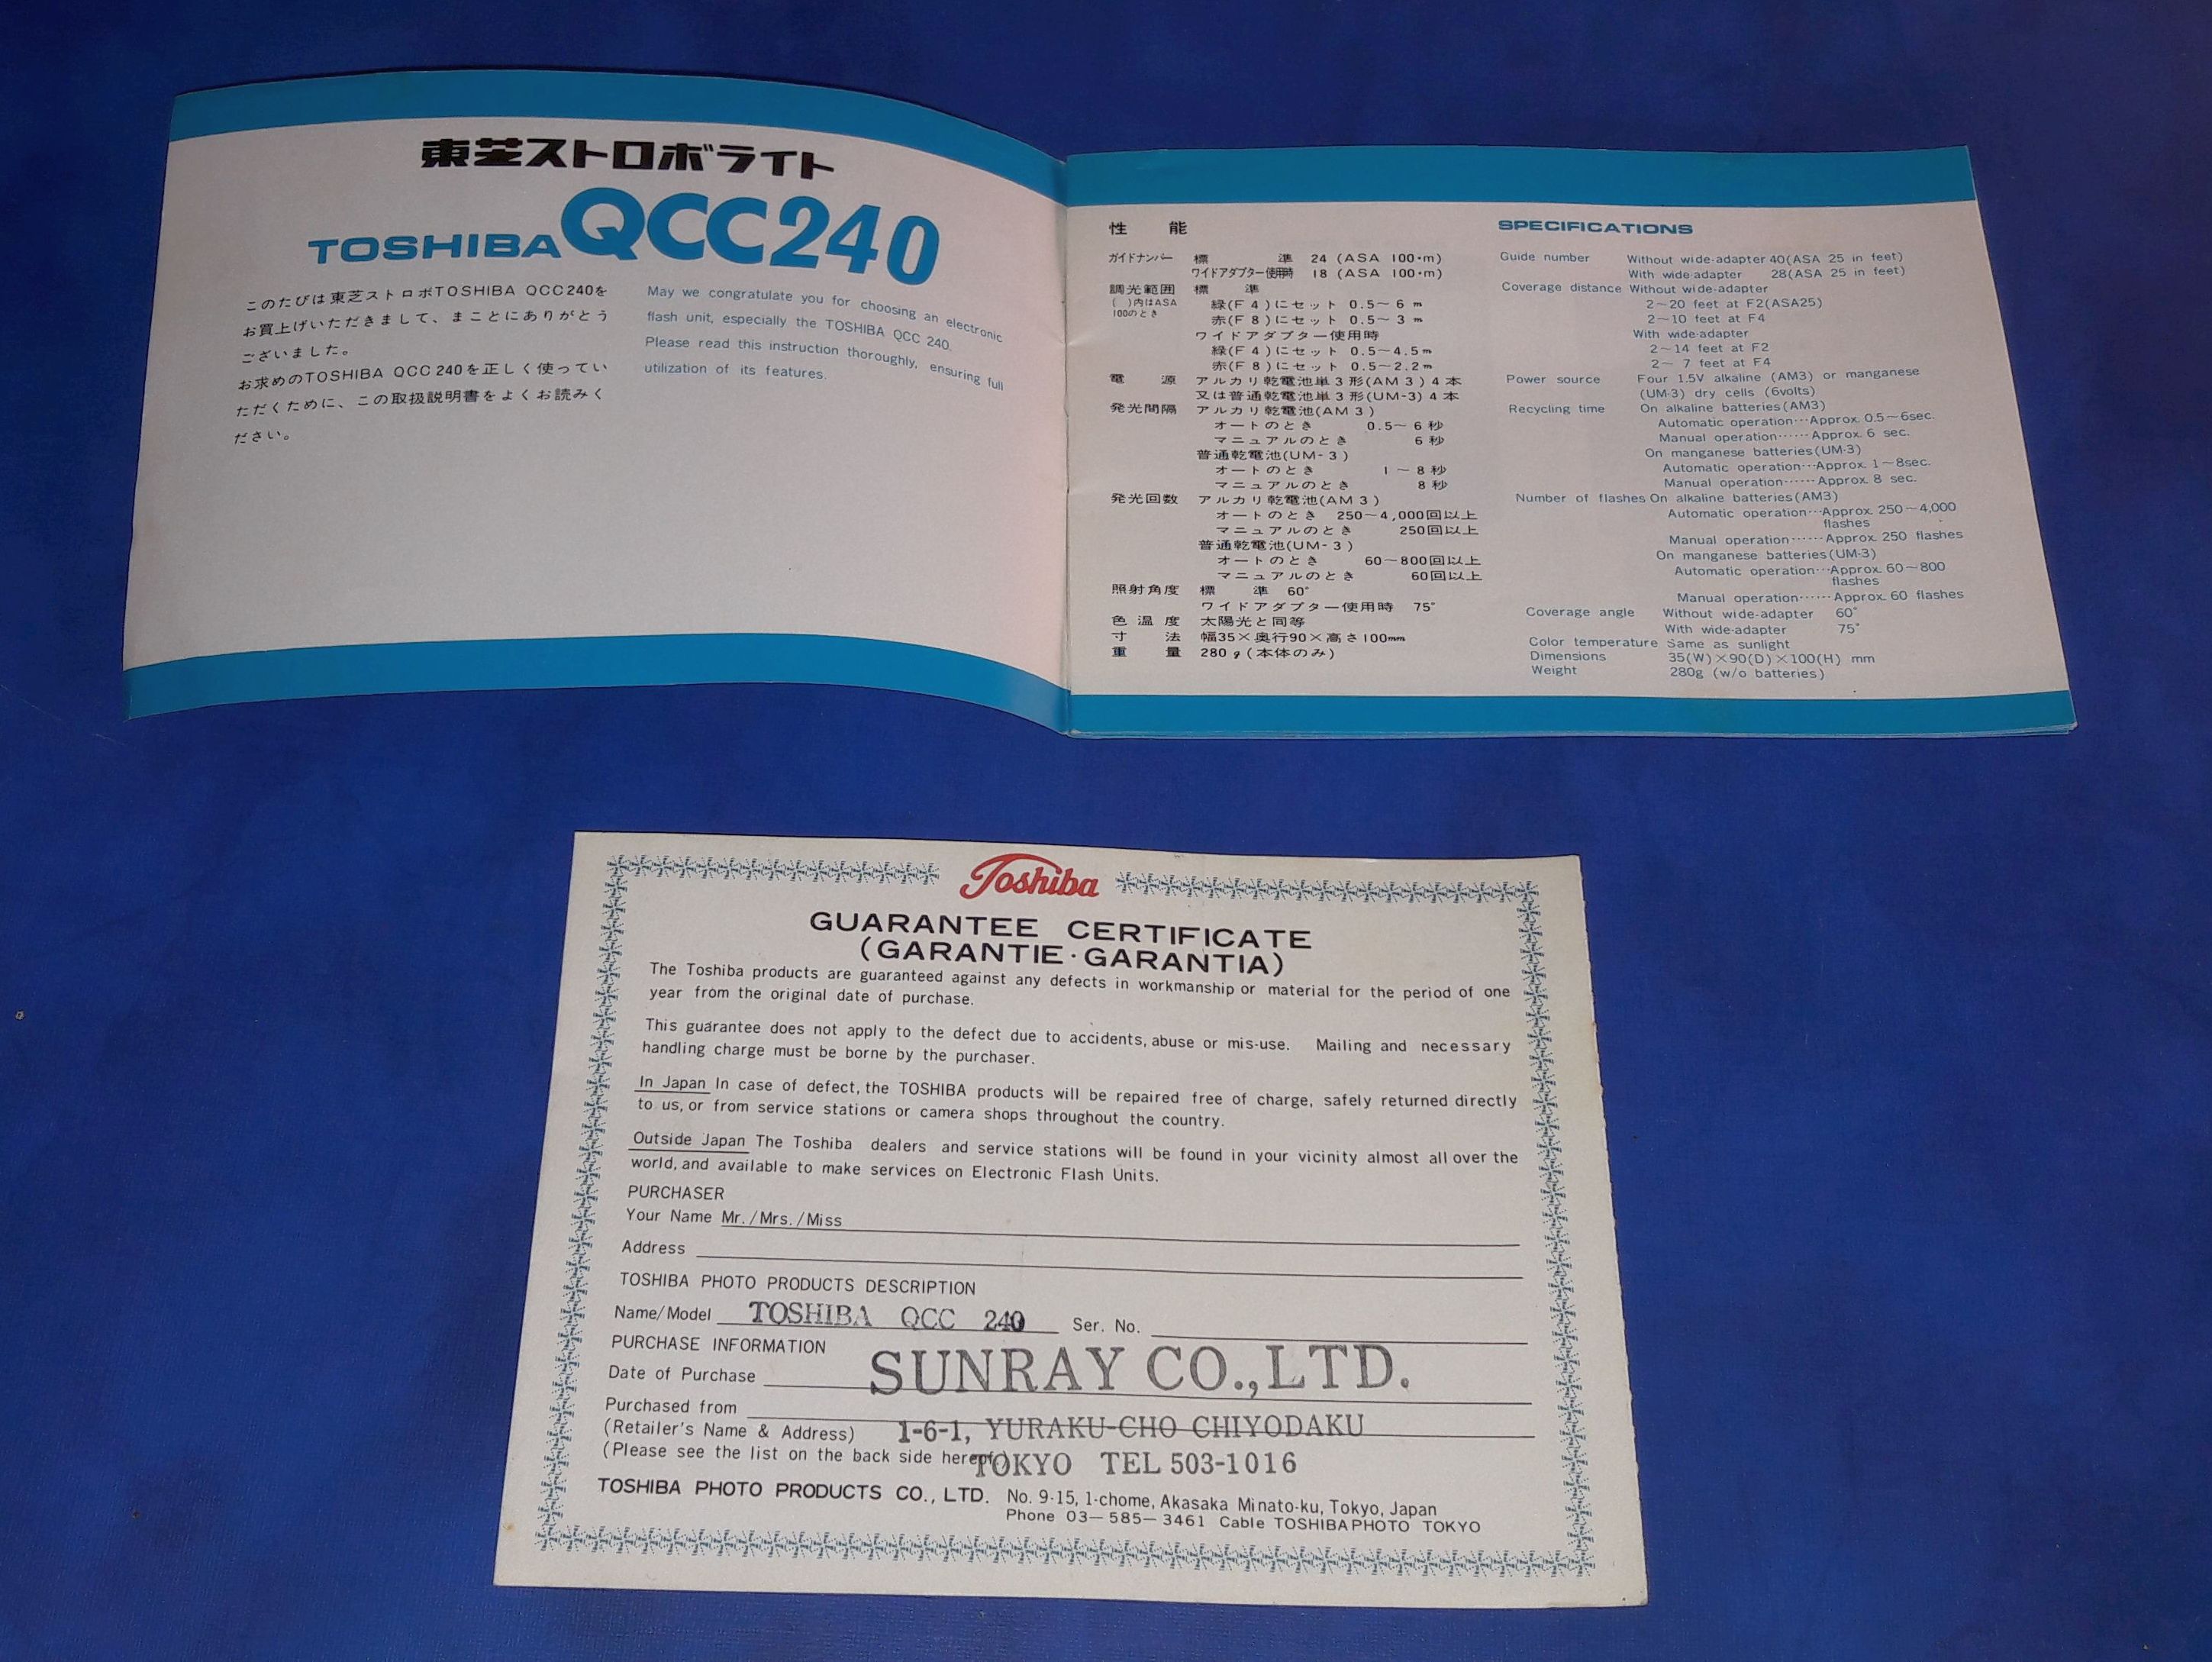 東芝ストロボライト
TOSHIBA QCC240
このたびは東芝ストロボTOSHIBA QCC240を
お買上げいただきまして、まことにありがとう
ございました。
お求めのTOSHIBA QCC 240を正しく使ってい
ただくために、この取扱説明書をよくお読みく
ださい。
May we congratulate you for choosing an electronic
flash unit, especially the TOSHIBA QCC 240.
Please read this instruction thoroughly, ensuring full
utilization of its features.
性 能
ガイドナンバー 標 準 24 (ASA 100・m)
ワイドアダプター使用時 18 (ASA 100・m)
調光範囲 標 準
( )内はASA
100のとき
緑(F 4)にセット 0.5～ 6 m
赤(F 8)にセット 0.5～ 3 m
ワイドアダプター使用時
緑(F 4)にセット 0.5～4.5m
赤(F 8)にセット 0.5～2.2m
電 源 アルカリ乾電池単3形(AM 3) 4 本
又は普通乾電池単3形(UM-3) 4 本
発光間隔 アルカリ乾電池(AM 3)
オートのとき 0.5～ 6 秒
マニュアルのとき 6 秒
普通乾電池(UM- 3)
オートのとき 1 ～ 8 秒
マニュアルのとき 8 秒
発光回数 アルカリ乾電池(AM 3)
オートのとき 250～4,000回以上
マニュアルのとき 250回以上
普通乾電池(UM- 3)
オートのとき 60～800回以上
マニュアルのとき 60回以上
照射角度 標 準 60°
ワイドアダプター使用時 75°
色 温 度 太陽光と同等
寸 法 幅35×奥行90×高さ100mm
重 量 280 g (本体のみ)
SPECIFICATIONS
Guide number Without wide-adapter 40(ASA 25 in feet)
With wide-adapter 28(ASA 25 in feet)
Coverage distance Without wide-adapter
2～20 feet at F2(ASA25)
2～10 feet at F4
With wide-adapter
2～14 feet at F2
2～ 7 feet at F4
Power source Four 1.5V alkaline (AM3) or manganese
(UM-3) dry cells (6volts)
Recycling time On alkaline batteries(AM3)
Automatic operation…Approx. 0.5～6sec.
Manual operation……Approx. 6 sec.
On manganese batteries(UM-3)
Automatic operation…Approx. 1～8sec.
Manual operation……Approx. 8 sec.
Number of flashes On alkaline batteries(AM3)
Automatic operation…Approx. 250～4,000
flashes
Manual operation……Approx. 250 flashes
On manganese batteries(UM-3)
Automatic operation…Approx. 60～800
flashes
Manual operation……Approx. 60 flashes
Coverage angle Without wide-adapter 60°
With wide-adapter 75°
Color temperature Same as sunlight
Dimensions 35(W)×90(D)×100(H) mm
Weight 280g (w/o batteries)
Toshiba
GUARANTEE CERTIFICATE
(GARANTIE・GARANTIA)
The Toshiba products are guaranteed against any defects in workmanship or material for the period of one
year from the original date of purchase.
This guarantee does not apply to the defect due to accidents, abuse or mis-use. Mailing and necessary
handling charge must be borne by the purchaser.
In Japan In case of defect, the TOSHIBA products will be repaired free of charge, safely returned directly
to us, or from service stations or camera shops throughout the country.
Outside Japan The Toshiba dealers and service stations will be found in your vicinity almost all over the
world, and available to make services on Electronic Flash Units.
PURCHASER
Your Name Mr./Mrs./Miss
Address
TOSHIBA PHOTO PRODUCTS DESCRIPTION
Name/Model TOSHIBA QCC 240 Ser. No.
PURCHASE INFORMATION
Date of Purchase SUNRAY CO.,LTD.
Purchased from
(Retailer's Name & Address) 1-6-1, YURAKU-CHO CHIYODAKU
(Please see the list on the back side hereof) TOKYO TEL 503-1016
TOSHIBA PHOTO PRODUCTS CO., LTD. No. 9-15, 1-chome, Akasaka Minato-ku, Tokyo, Japan
Phone 03-585-3461 Cable TOSHIBAPHOTO TOKYO